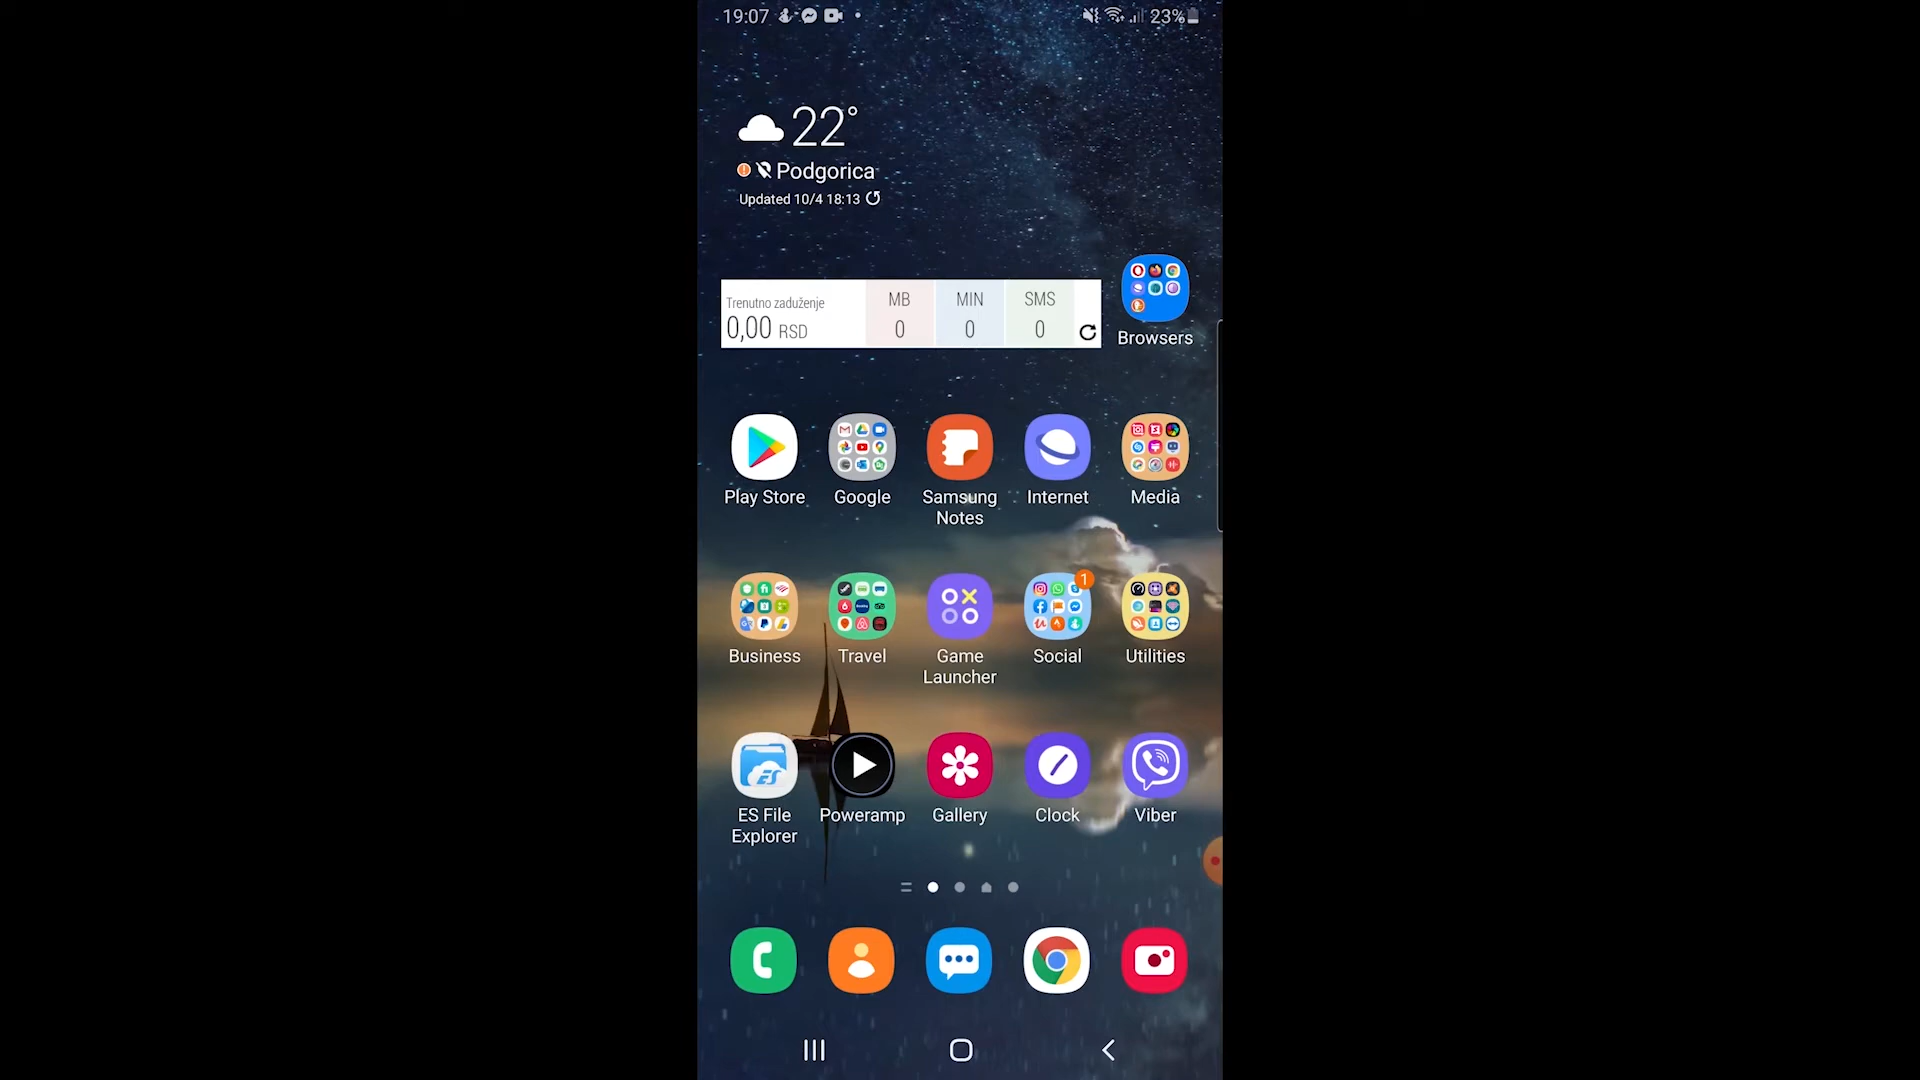 19:07
23%
22°
Podgorica
Updated 10/4 18:13
Trenutno zaduženje
0,00 RSD
MB
0
MIN
0
SMS
0
Browsers
Play Store
Google
Samsung
Notes
Internet
Media
1
Business
Travel
Game
Launcher
Social
Utilities
ES
ES File
Explorer
Poweramp
Gallery
Clock
Viber